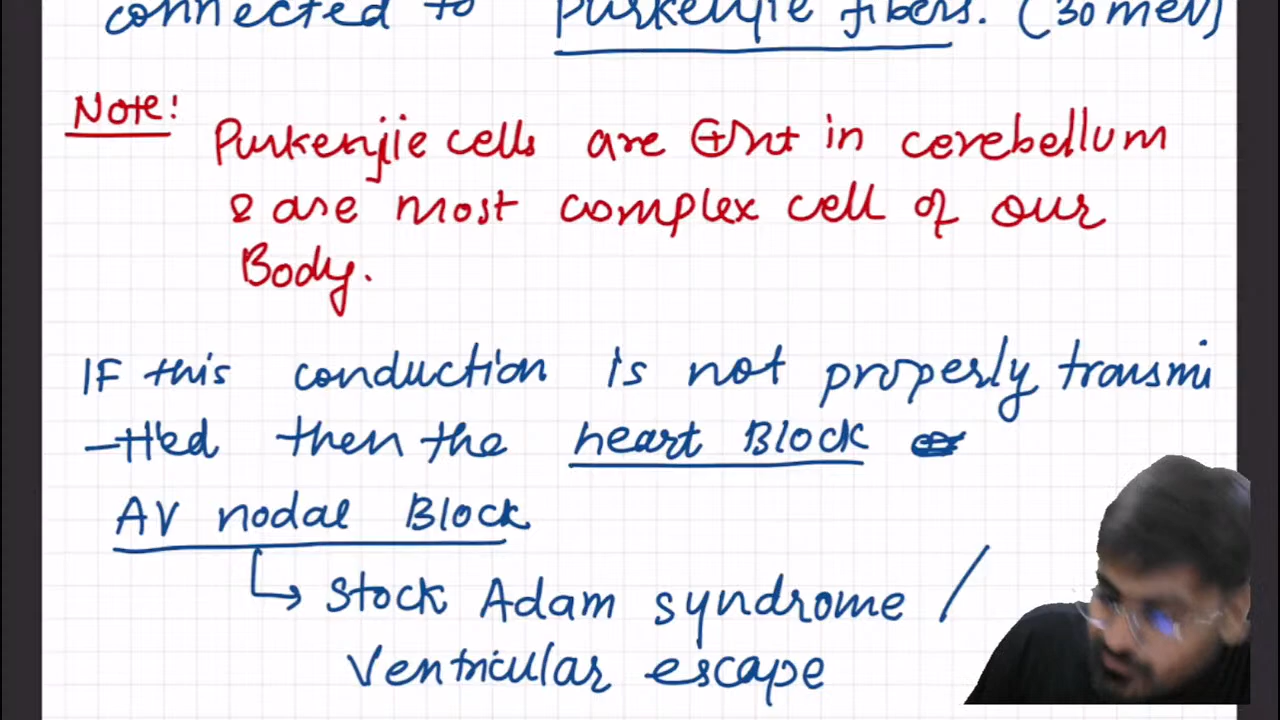 connected to Purkenjie fibers. (30 mev)
Note!
Purkenjie cells are ⊕nt in cerebellum
& are most complex cell of our
Body.
IF this conduction is not properly transmi
-tted then the heart Block
AV nodal Block
↳ Stock Adam syndrome /
Ventricular escape